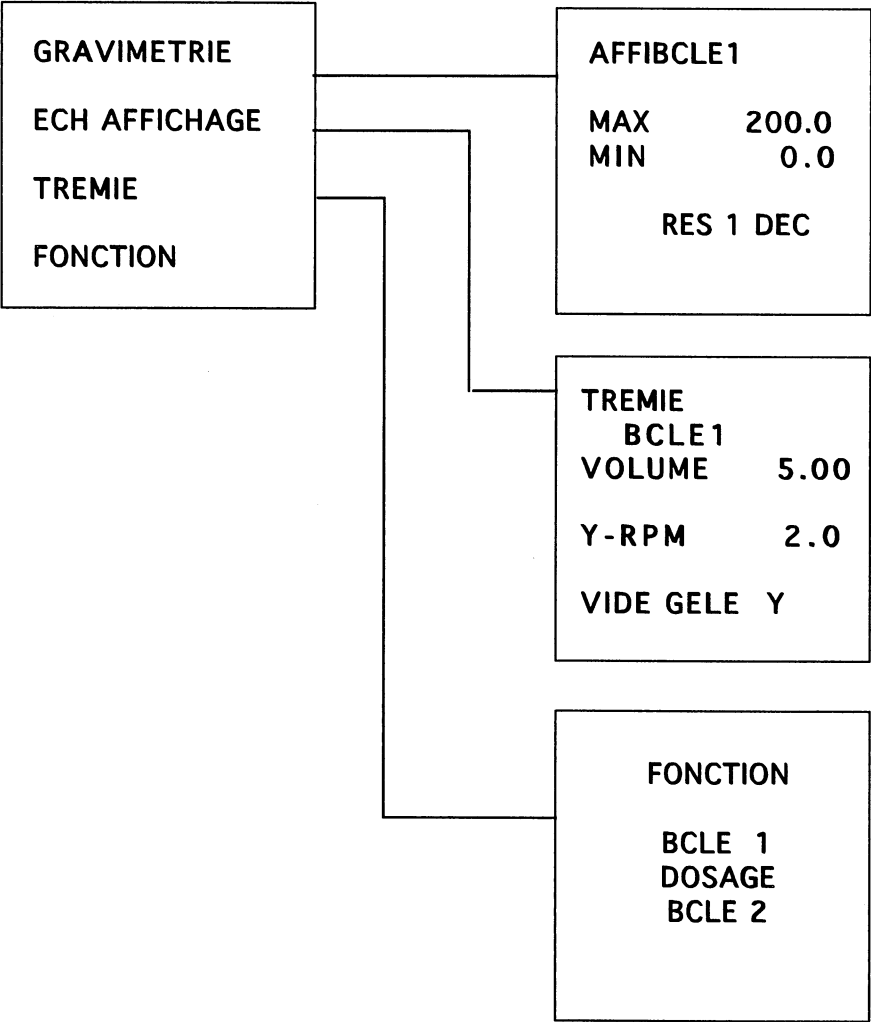 GRAVIMETRIE
ECH AFFICHAGE
TREMIE
FONCTION
AFFIBCLE1
MAX 200.0
MIN 0.0
RES 1 DEC
TREMIE
BCLE1
VOLUME 5.00
Y-RPM 2.0
VIDE GELE Y
FONCTION
BCLE 1
DOSAGE
BCLE 2